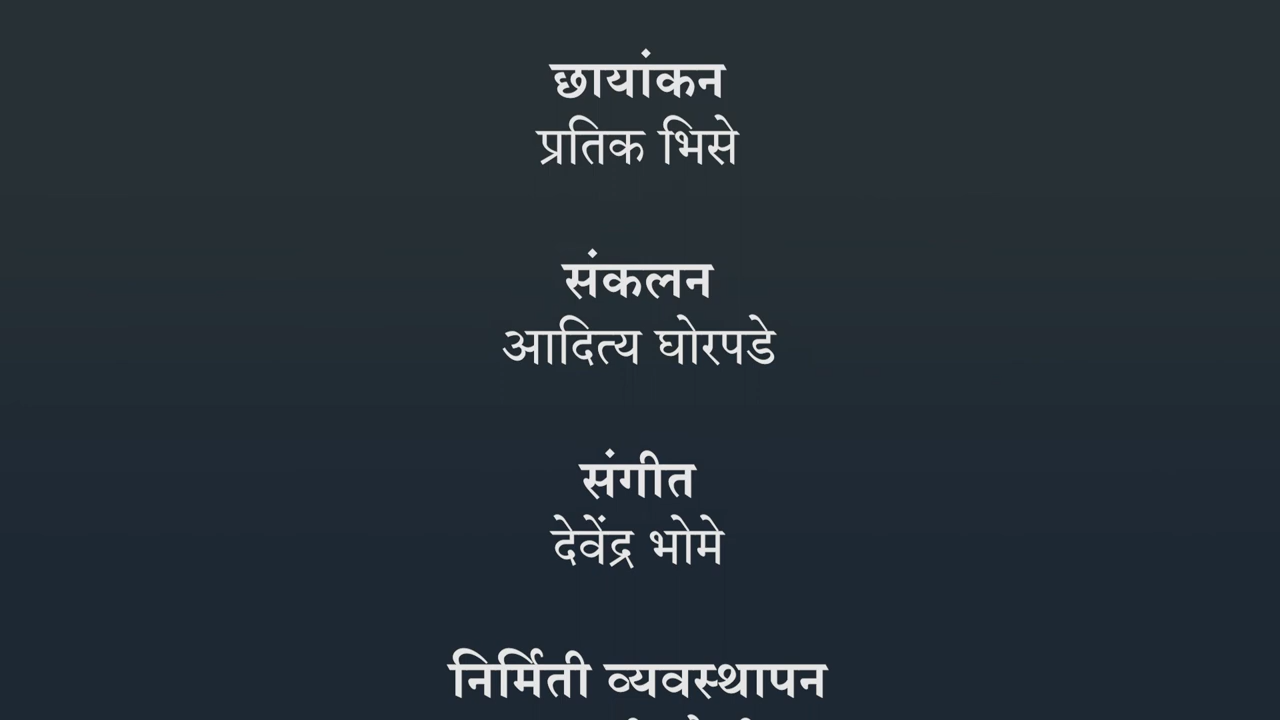 छायांकन
प्रतिक भिसे
संकलन
आदित्य घोरपडे
संगीत
देवेंद्र भोमे
निर्मिती व्यवस्थापन